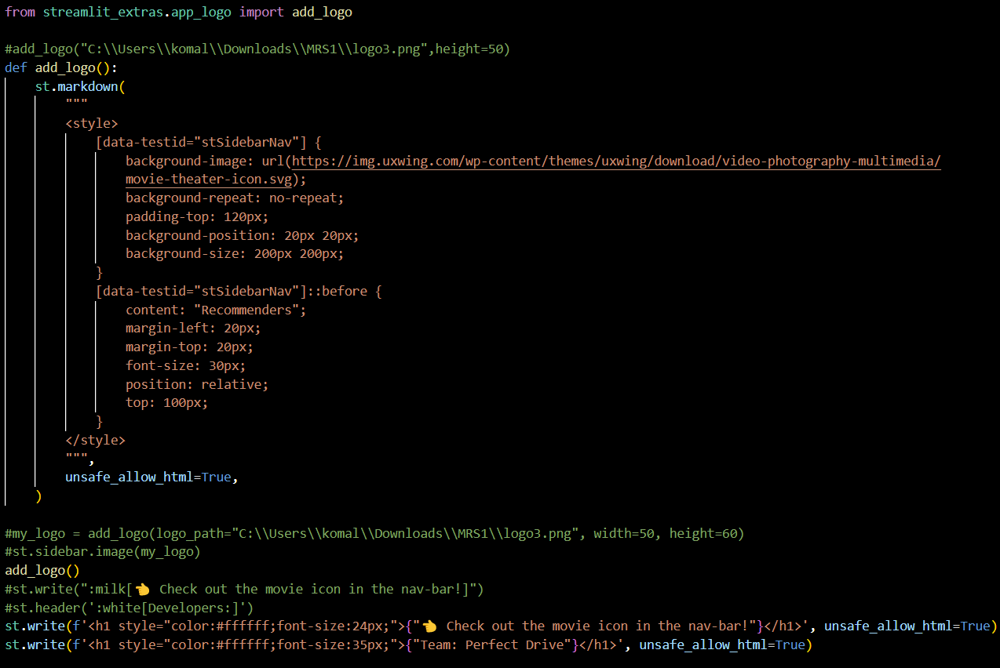 from streamlit_extras.app_logo import add_logo
#add_logo("C:\\Users\\komal\\Downloads\\MRS1\\logo3.png",height=50)
def add_logo():
    st.markdown(
        """
        <style>
            [data-testid="stSidebarNav"] {
                background-image: url(https://img.uxwing.com/wp-content/themes/uxwing/download/video-photography-multimedia/
                movie-theater-icon.svg);
                background-repeat: no-repeat;
                padding-top: 120px;
                background-position: 20px 20px;
                background-size: 200px 200px;
            }
            [data-testid="stSidebarNav"]::before {
                content: "Recommenders";
                margin-left: 20px;
                margin-top: 20px;
                font-size: 30px;
                position: relative;
                top: 100px;
            }
        </style>
        """,
        unsafe_allow_html=True,
    )
#my_logo = add_logo(logo_path="C:\\Users\\komal\\Downloads\\MRS1\\logo3.png", width=50, height=60)
#st.sidebar.image(my_logo)
add_logo()
#st.write(":milk[👈 Check out the movie icon in the nav-bar!]")
#st.header(':white[Developers:]')
st.write(f'<h1 style="color:#ffffff;font-size:24px;">{"👈 Check out the movie icon in the nav-bar!"}</h1>', unsafe_allow_html=True)
st.write(f'<h1 style="color:#ffffff;font-size:35px;">{"Team: Perfect Drive"}</h1>', unsafe_allow_html=True)